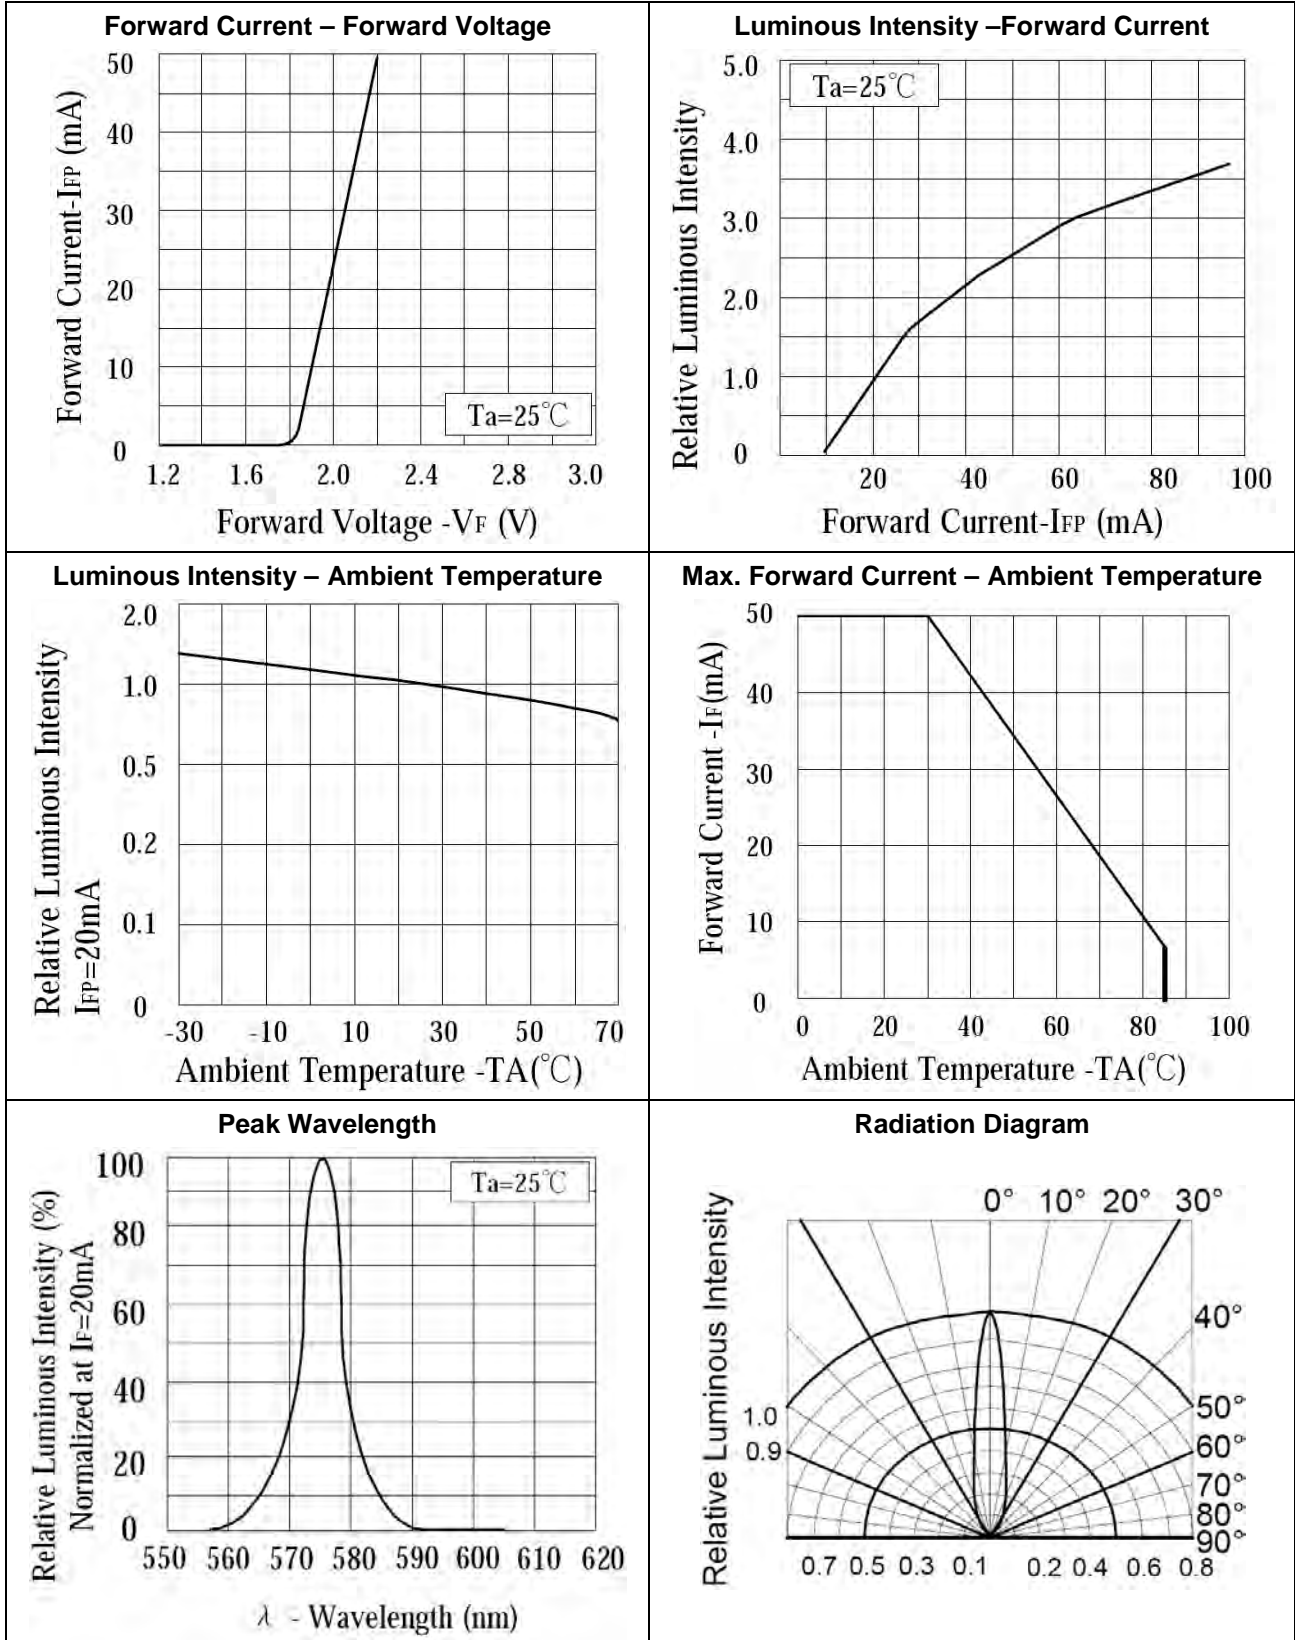 Forward Current – Forward Voltage
Forward Current-IFP (mA)
50
40
30
20
10
0
Ta=25℃
1.2 1.6 2.0 2.4 2.8 3.0
Forward Voltage -VF (V)
Luminous Intensity –Forward Current
Relative Luminous Intensity
5.0
4.0
3.0
2.0
1.0
0
Ta=25℃
20 40 60 80 100
Forward Current-IFP (mA)
Luminous Intensity – Ambient Temperature
Relative Luminous Intensity
IFP=20mA
2.0
1.0
0.5
0.2
0.1
0
-30 -10 10 30 50 70
Ambient Temperature -TA(℃)
Max. Forward Current – Ambient Temperature
Forward Current -IF(mA)
50
40
30
20
10
0
0 20 40 60 80 100
Ambient Temperature -TA(℃)
Peak Wavelength
Relative Luminous Intensity (%)
Normalized at IF=20mA
100
80
60
40
20
0
Ta=25℃
550 560 570 580 590 600 610 620
λ - Wavelength (nm)
Radiation Diagram
Relative Luminous Intensity
0° 10° 20° 30°
40°
50°
60°
70°
80°
90°
1.0
0.9
0.7 0.5 0.3 0.1 0.2 0.4 0.6 0.8